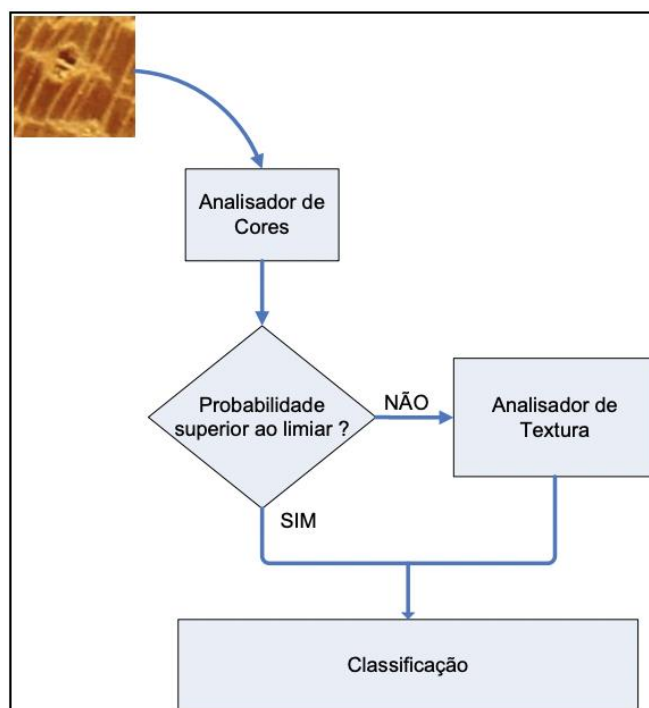 Analisador de
Cores
Probabilidade
superior ao limiar ?
NÃO
Analisador de
Textura
SIM
Classificação